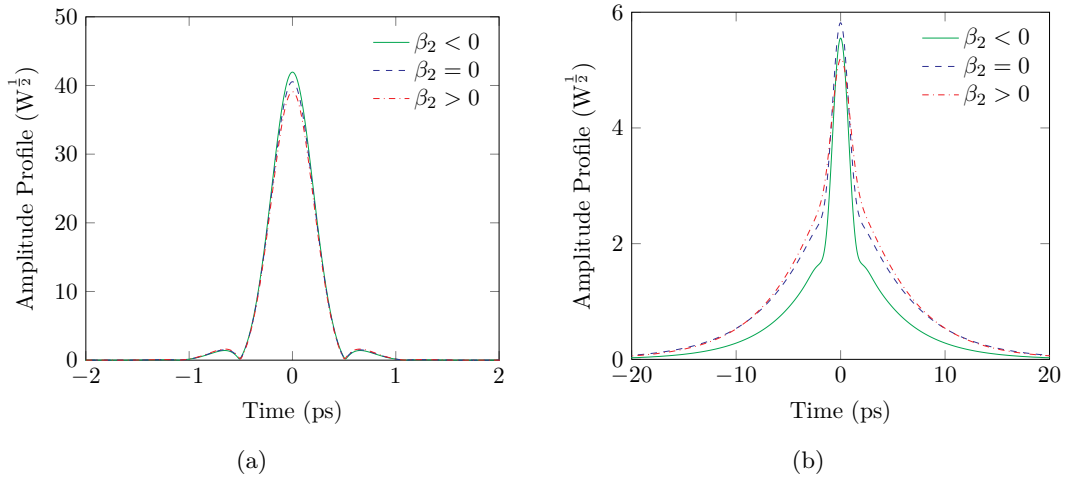 50
40
30
20
10
0
−2
−1
0
1
2
Amplitude Profile (W^{1/2})
Time (ps)
β₂ < 0
β₂ = 0
β₂ > 0
(a)
6
4
2
0
−20
−10
0
10
20
Amplitude Profile (W^{1/2})
Time (ps)
β₂ < 0
β₂ = 0
β₂ > 0
(b)